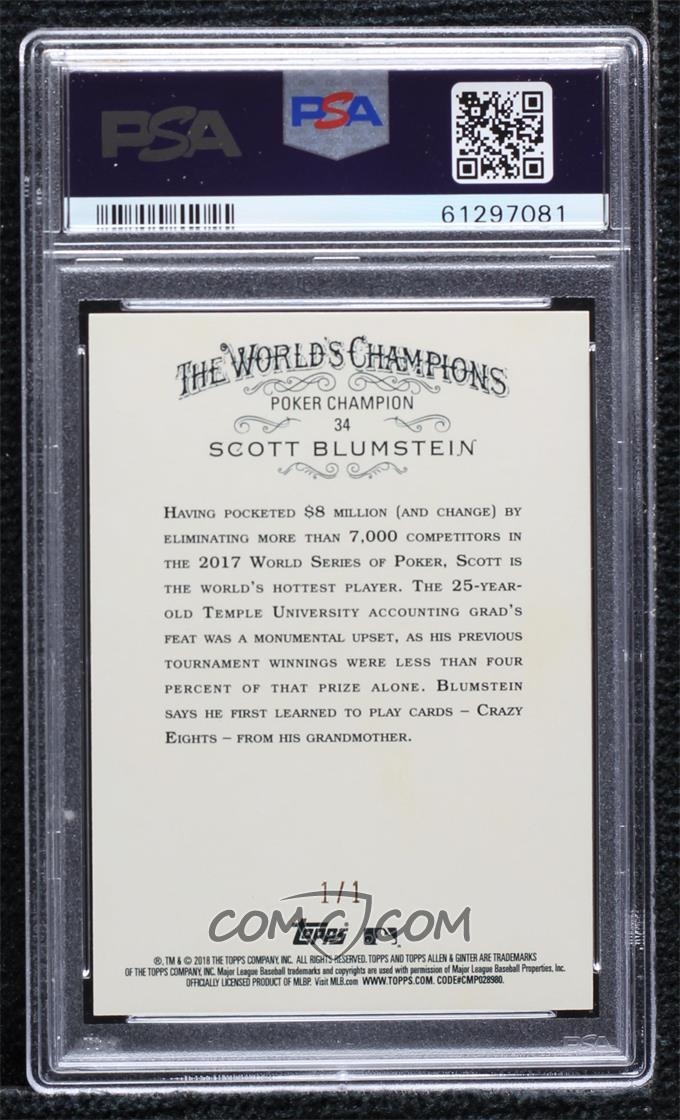 PSA
PSA
61297081
THE WORLD'S CHAMPIONS
POKER CHAMPION
34
SCOTT BLUMSTEIN
HAVING POCKETED $8 MILLION (AND CHANGE) BY
ELIMINATING MORE THAN 7,000 COMPETITORS IN
THE 2017 WORLD SERIES OF POKER, SCOTT IS
THE WORLD'S HOTTEST PLAYER. THE 25-YEAR-
OLD TEMPLE UNIVERSITY ACCOUNTING GRAD'S
FEAT WAS A MONUMENTAL UPSET, AS HIS PREVIOUS
TOURNAMENT WINNINGS WERE LESS THAN FOUR
PERCENT OF THAT PRIZE ALONE. BLUMSTEIN
SAYS HE FIRST LEARNED TO PLAY CARDS – CRAZY
EIGHTS – FROM HIS GRANDMOTHER.
1/1
COMC.COM
Topps
®, TM & © 2018 THE TOPPS COMPANY, INC. ALL RIGHTS RESERVED. TOPPS AND TOPPS ALLEN & GINTER ARE TRADEMARKS
OF THE TOPPS COMPANY, INC. Major League Baseball trademarks and copyrights are used with permission of Major League Baseball Properties, Inc.
OFFICIALLY LICENSED PRODUCT OF MLBP. Visit MLB.com WWW.TOPPS.COM. CODE#CMP028980.
PSA